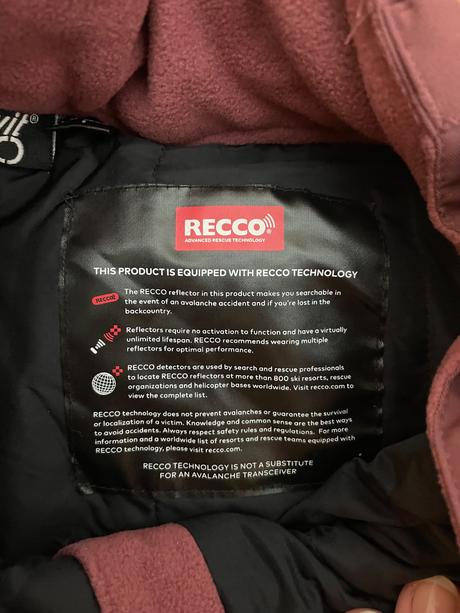 RECCO®
ADVANCED RESCUE TECHNOLOGY
THIS PRODUCT IS EQUIPPED WITH RECCO TECHNOLOGY
RECCO
The RECCO reflector in this product makes you searchable in
the event of an avalanche accident and if you're lost in the
backcountry.
Reflectors require no activation to function and have a virtually
unlimited lifespan. RECCO recommends wearing multiple
reflectors for optimal performance.
RECCO detectors are used by search and rescue professionals
to locate RECCO reflectors at more than 800 ski resorts, rescue
organizations and helicopter bases worldwide. Visit recco.com to
view the complete list.
RECCO technology does not prevent avalanches or guarantee the survival
or localization of a victim. Knowledge and common sense are the best ways
to avoid accidents. Always respect safety rules and regulations. For more
information and a worldwide list of resorts and rescue teams equipped with
RECCO technology, please visit recco.com.
RECCO TECHNOLOGY IS NOT A SUBSTITUTE
FOR AN AVALANCHE TRANSCEIVER